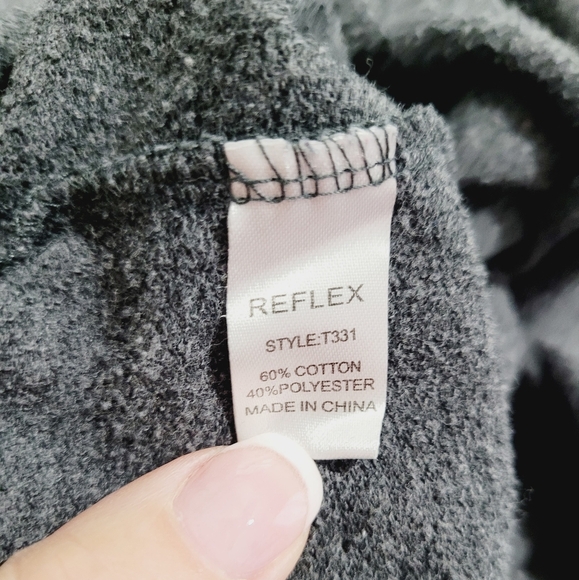 REFLEX
STYLE:T331
60% COTTON
40%POLYESTER
MADE IN CHINA